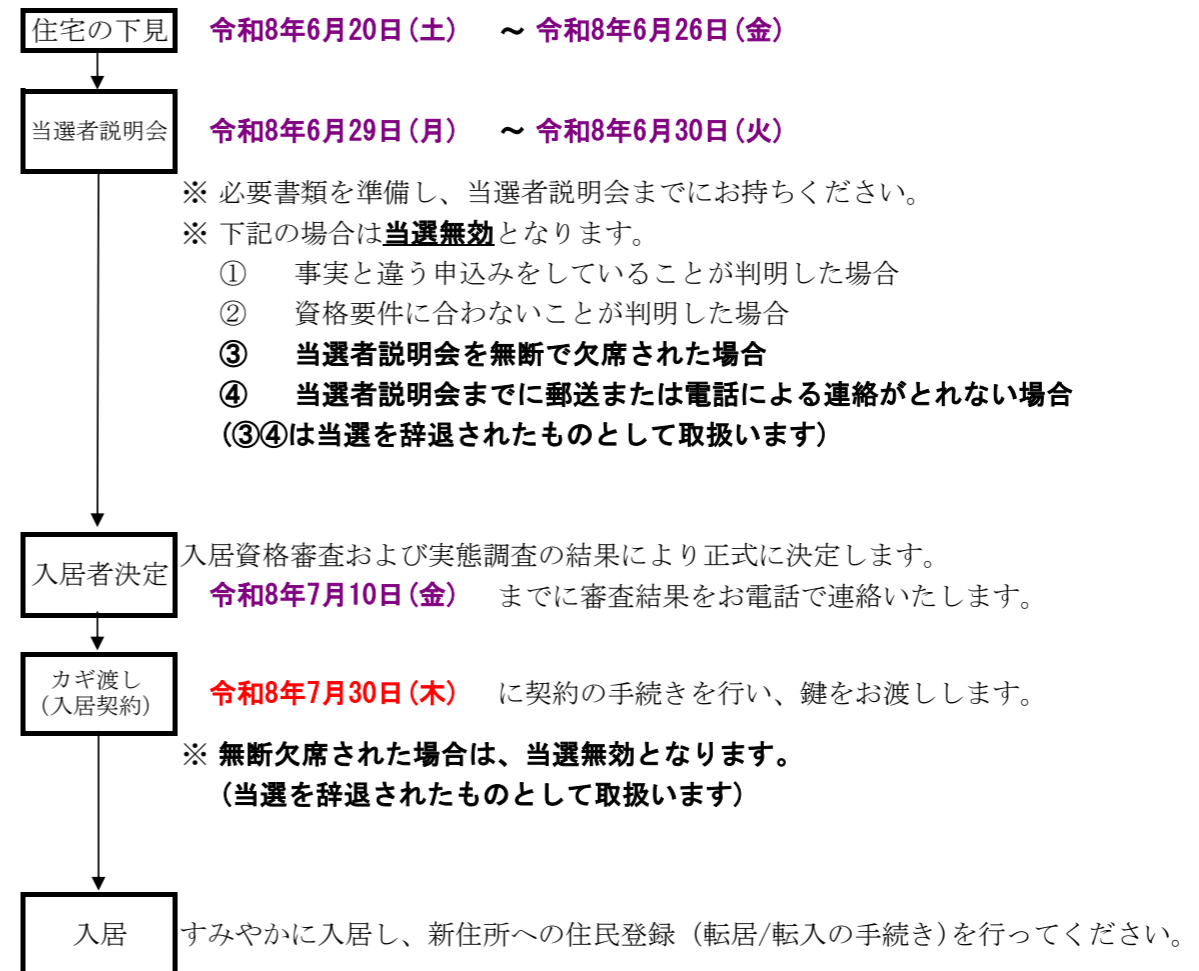 住宅の下見 令和8年6月20日(土) ～ 令和8年6月26日(金)
当選者説明会 令和8年6月29日(月) ～ 令和8年6月30日(火)
※ 必要書類を準備し、当選者説明会までにお持ちください。
※ 下記の場合は当選無効となります。
① 事実と違う申込みをしていることが判明した場合
② 資格要件に合わないことが判明した場合
③ 当選者説明会を無断で欠席された場合
④ 当選者説明会までに郵送または電話による連絡がとれない場合
(③④は当選を辞退されたものとして取扱います)
入居者決定 入居資格審査および実態調査の結果により正式に決定します。
令和8年7月10日(金) までに審査結果をお電話で連絡いたします。
カギ渡し
(入居契約) 令和8年7月30日(木) に契約の手続きを行い、鍵をお渡しします。
※ 無断欠席された場合は、当選無効となります。
(当選を辞退されたものとして取扱います)
入居 すみやかに入居し、新住所への住民登録（転居/転入の手続き)を行ってください。